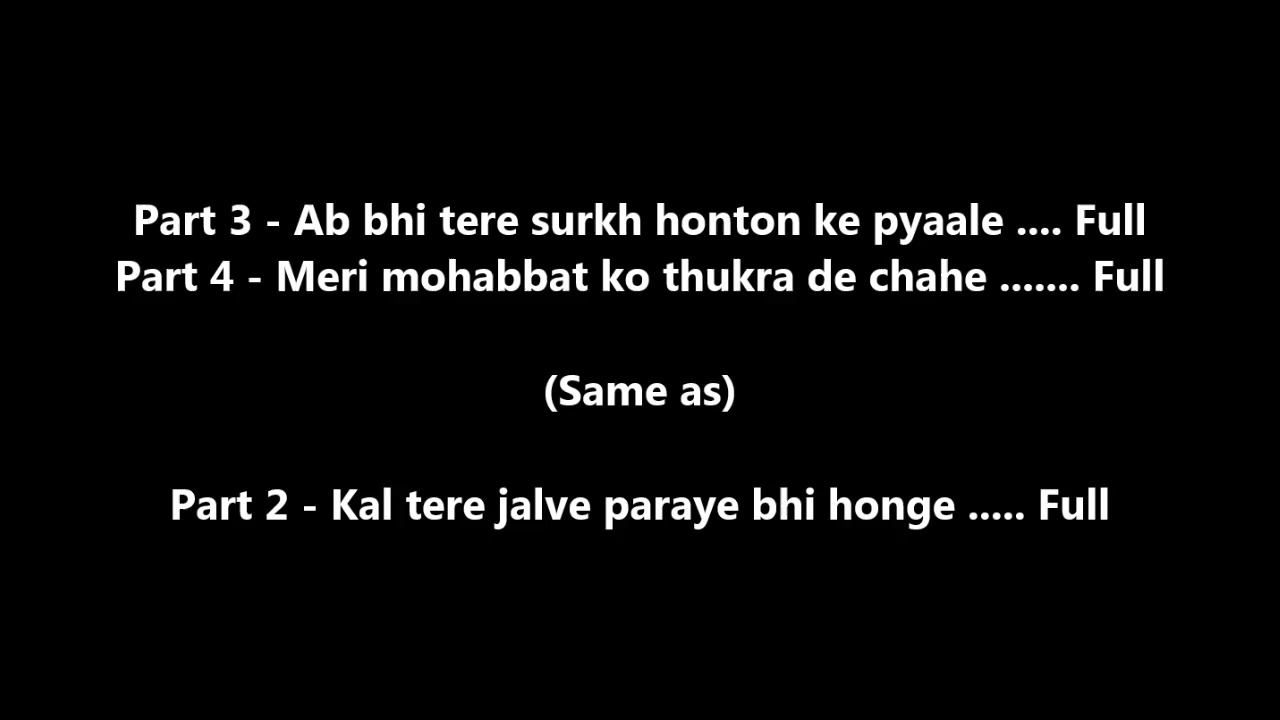 Part 3 - Ab bhi tere surkh honton ke pyaale .... Full
Part 4 - Meri mohabbat ko thukra de chahe ....... Full
(Same as)
Part 2 - Kal tere jalve paraye bhi honge ..... Full